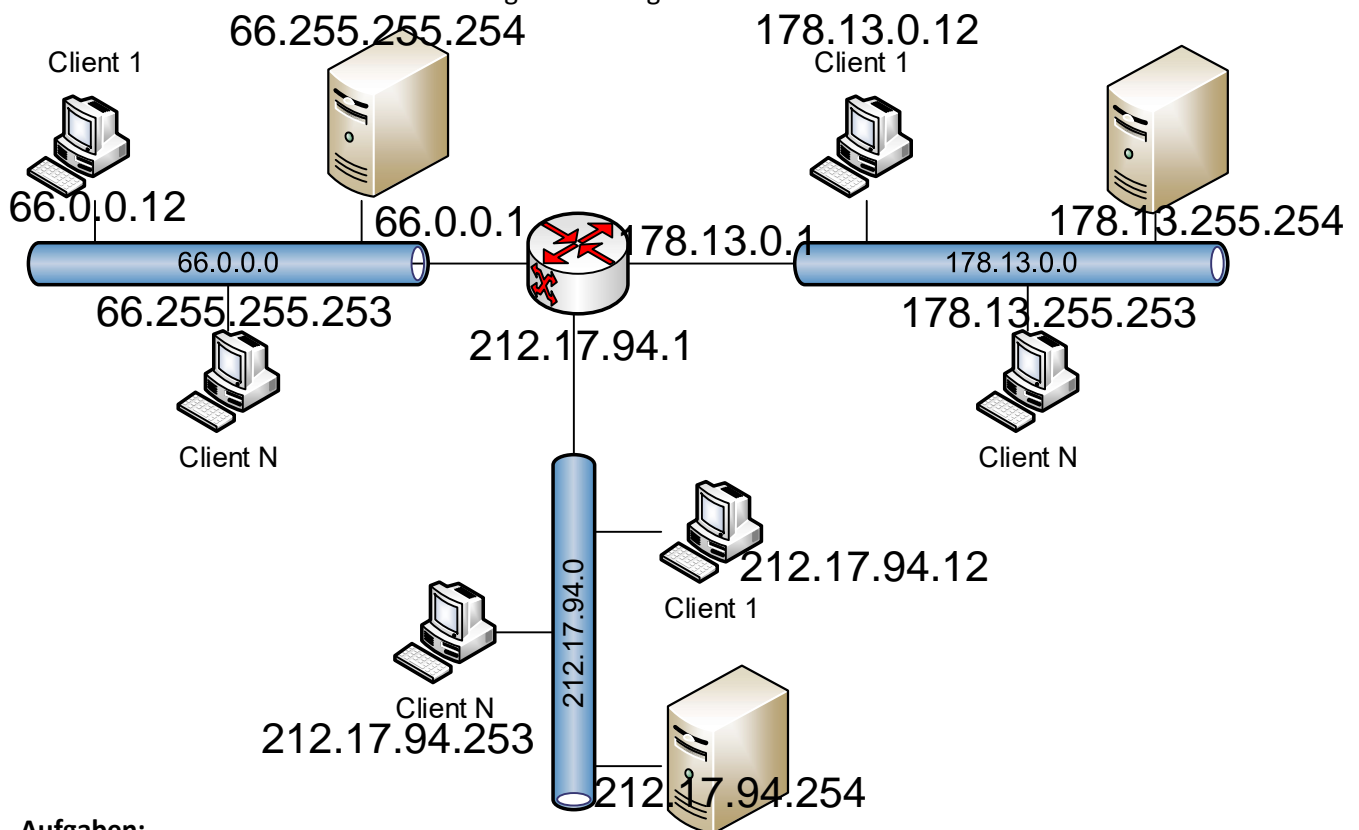 66.255.255.254
178.13.0.12
Client 1
Client 1
66.0.0.12
66.0.0.1
178.13.0.1
178.13.255.254
66.0.0.0
178.13.0.0
66.255.255.253
178.13.255.253
212.17.94.1
Client N
Client N
212.17.94.0
212.17.94.12
Client 1
Client N
212.17.94.253
212.17.94.254
Aufgaben: